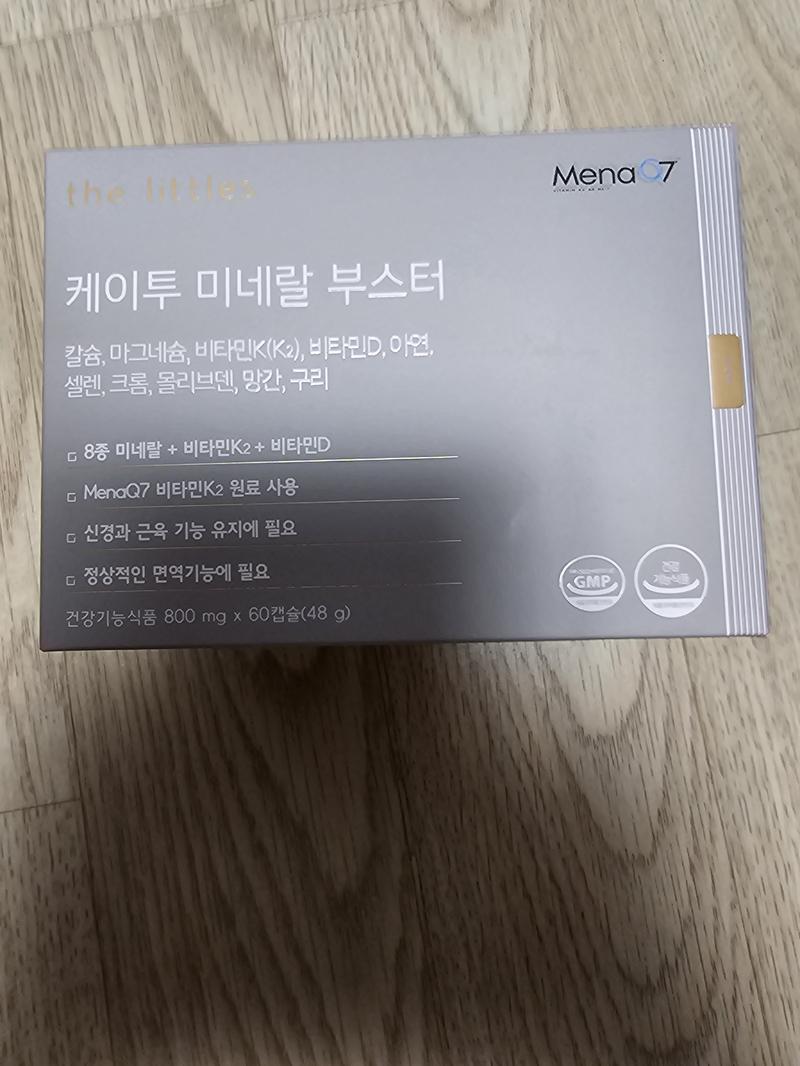 the littles
MenaQ7
케이투 미네랄 부스터
칼슘, 마그네슘, 비타민K(K2), 비타민D, 아연,
셀렌, 크롬, 몰리브덴, 망간, 구리
8종 미네랄 + 비타민K2 + 비타민D
MenaQ7 비타민K2 원료 사용
신경과 근육 기능 유지에 필요
정상적인 면역기능에 필요
건강기능식품 800 mg x 60캡슐(48 g)
GMP
건강
기능식품